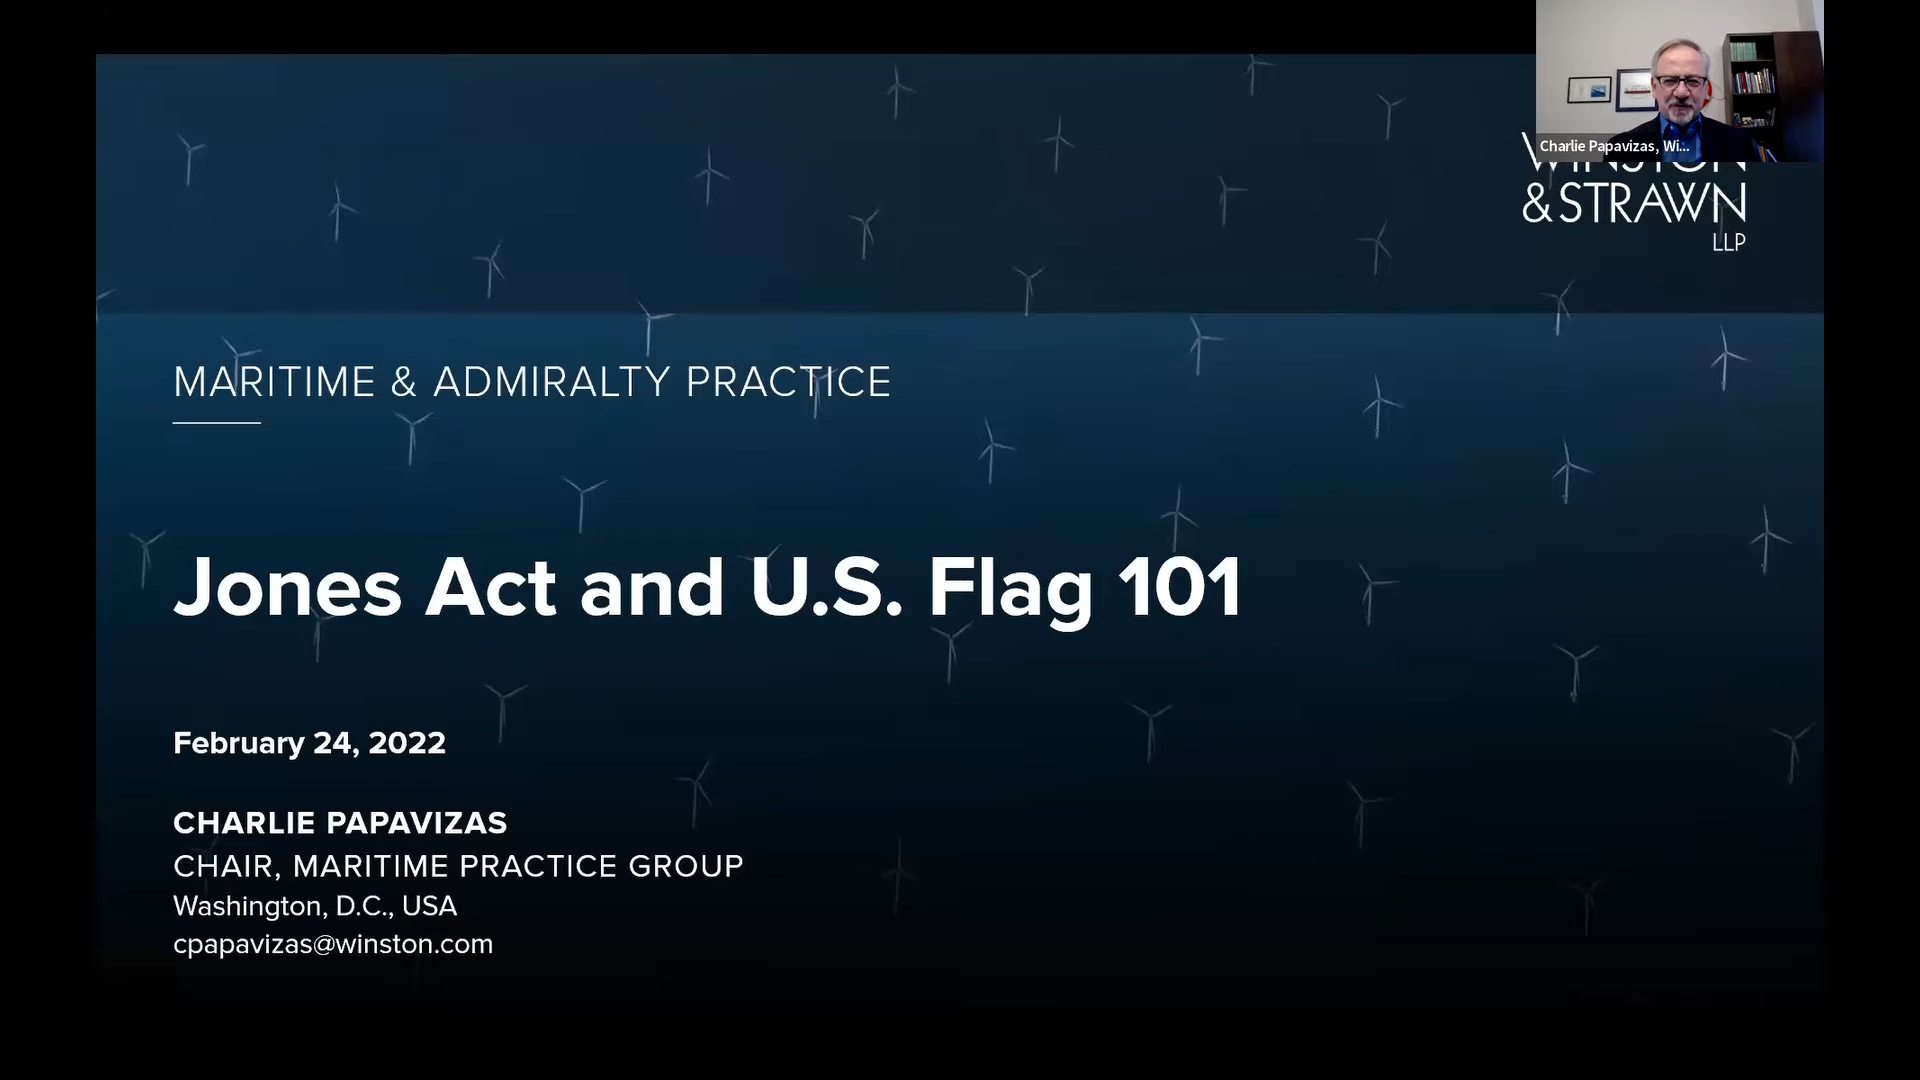 Charlie Papavizas, Wi...
WINSTON
& STRAWN
LLP
MARITIME & ADMIRALTY PRACTICE
Jones Act and U.S. Flag 101
February 24, 2022
CHARLIE PAPAVIZAS
CHAIR, MARITIME PRACTICE GROUP
Washington, D.C., USA
cpapavizas@winston.com